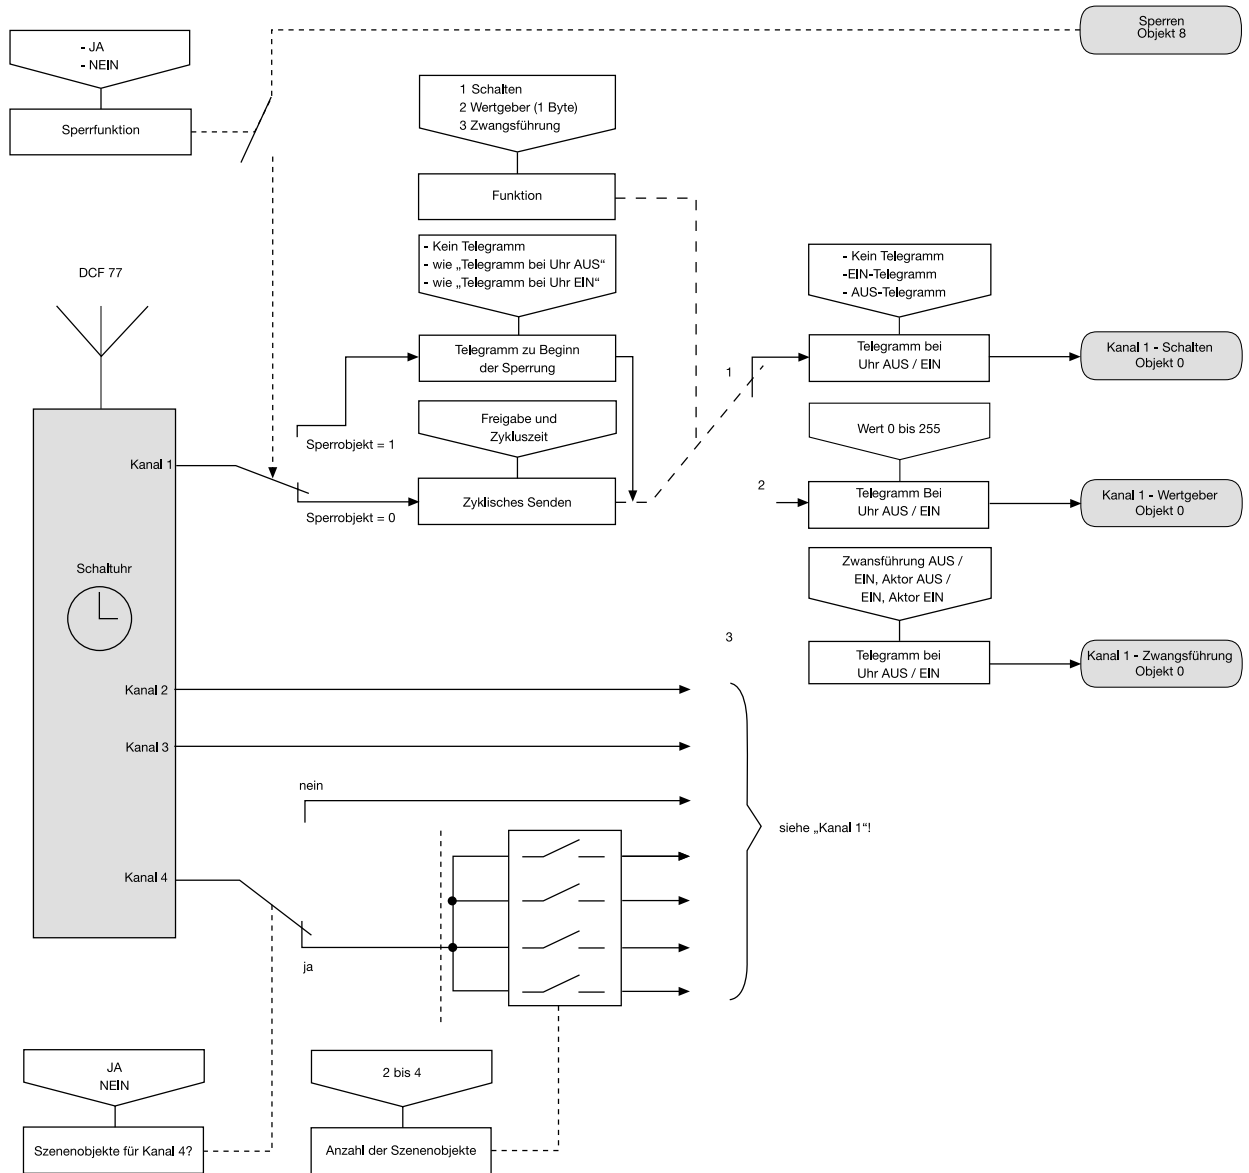 Sperren
Objekt 8
- JA
- NEIN
Sperrfunktion
1 Schalten
2 Wertgeber (1 Byte)
3 Zwangsführung
Funktion
- Kein Telegramm
- wie „Telegramm bei Uhr AUS“
- wie „Telegramm bei Uhr EIN“
Telegramm zu Beginn
der Sperrung
- Kein Telegramm
-EIN-Telegramm
- AUS-Telegramm
Telegramm bei
Uhr AUS / EIN
Kanal 1 - Schalten
Objekt 0
DCF 77
1
Sperrobjekt = 1
Freigabe und
Zykluszeit
Wert 0 bis 255
Kanal 1
Sperrobjekt = 0
Zyklisches Senden
2
Telegramm Bei
Uhr AUS / EIN
Kanal 1 - Wertgeber
Objekt 0
Schaltuhr
Zwansführung AUS /
EIN, Aktor AUS /
EIN, Aktor EIN
3
Telegramm bei
Uhr AUS / EIN
Kanal 1 - Zwangsführung
Objekt 0
Kanal 2
Kanal 3
nein
siehe „Kanal 1“!
Kanal 4
ja
JA
NEIN
Szenenobjekte für Kanal 4?
2 bis 4
Anzahl der Szenenobjekte